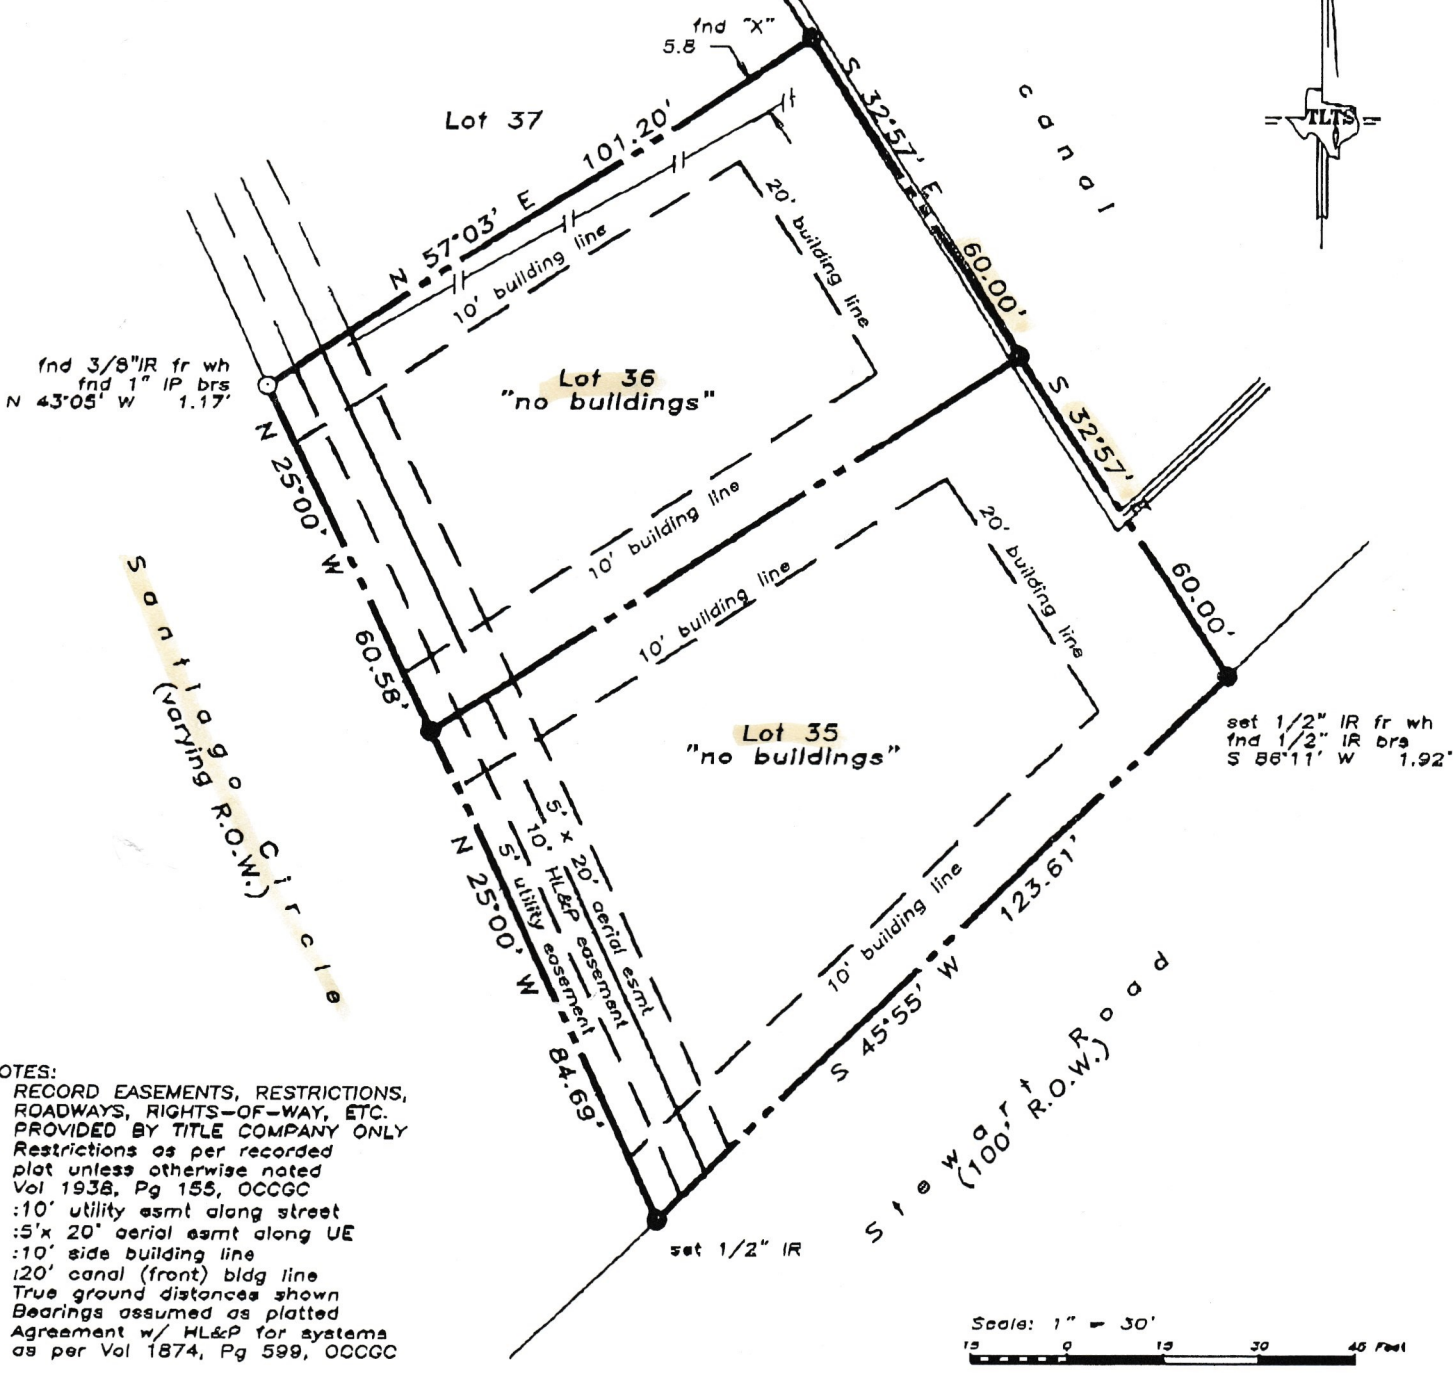 fnd "X"
5.8
Lot 37
101.20'
N 57°03' E
S 32°57' E
canal
TLTS
20' building line
10' building line
60.00'
fnd 3/8"IR fr wh
fnd 1" IP brs
N 43°05' W 1.17'
Lot 36
"no buildings"
N 25°00' W
60.58'
10' building line
S 32°57' E
20' building line
10' building line
60.00'
Santiago Circle
(varying R.O.W.)
Lot 35
"no buildings"
set 1/2" IR fr wh
fnd 1/2" IR brs
S 86°11' W 1.92'
N 25°00' W
84.69'
5' utility easement
10' HL&P easement
5' x 20' aerial esmt
10' building line
123.61'
S 45°55' W
Stewart Road
(100' R.O.W.)
set 1/2" IR
OTES:
RECORD EASEMENTS, RESTRICTIONS,
ROADWAYS, RIGHTS-OF-WAY, ETC.
PROVIDED BY TITLE COMPANY ONLY
Restrictions as per recorded
plat unless otherwise noted
Vol 1938, Pg 155, OCCGC
:10' utility esmt along street
:5'x 20' aerial esmt along UE
:10' side building line
:20' canal (front) bldg line
True ground distances shown
Bearings assumed as platted
Agreement w/ HL&P for systems
as per Vol 1874, Pg 599, OCCGC
Scale: 1" = 30'
15 0 15 30 45 Feet